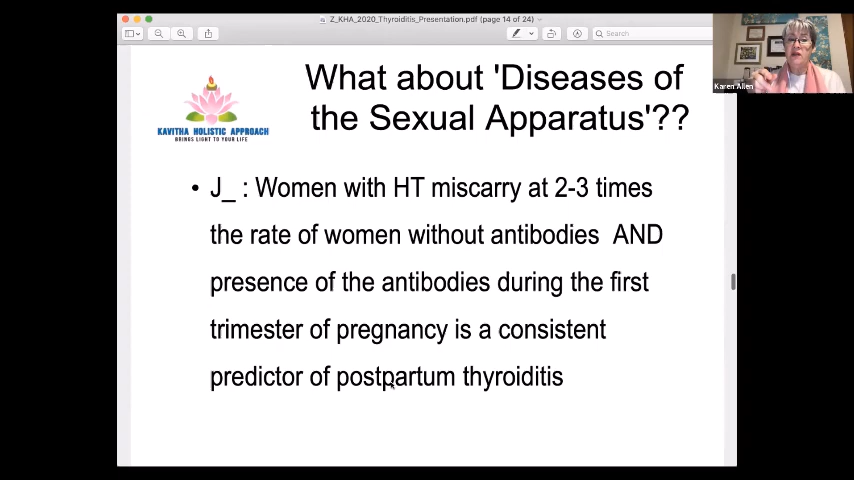 Z_KHA_2020_Thyroiditis_Presentation.pdf (page 14 of 24)
Search
Karen Allen
What about 'Diseases of
the Sexual Apparatus'??
KAVITHA HOLISTIC APPROACH
BRINGS LIGHT TO YOUR LIFE
• J_ : Women with HT miscarry at 2-3 times
the rate of women without antibodies AND
presence of the antibodies during the first
trimester of pregnancy is a consistent
predictor of postpartum thyroiditis